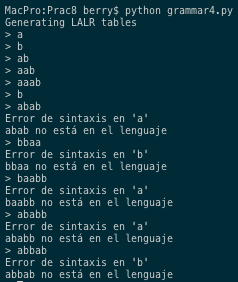 MacPro:Prac8 berry$ python grammar4.py
Generating LALR tables
> a
> b
> ab
> aab
> aaab
> b
> abab
Error de sintaxis en 'a'
abab no está en el lenguaje
> bbaa
Error de sintaxis en 'b'
bbaa no está en el lenguaje
> baabb
Error de sintaxis en 'a'
baabb no está en el lenguaje
> ababb
Error de sintaxis en 'a'
ababb no está en el lenguaje
> abbab
Error de sintaxis en 'b'
abbab no está en el lenguaje